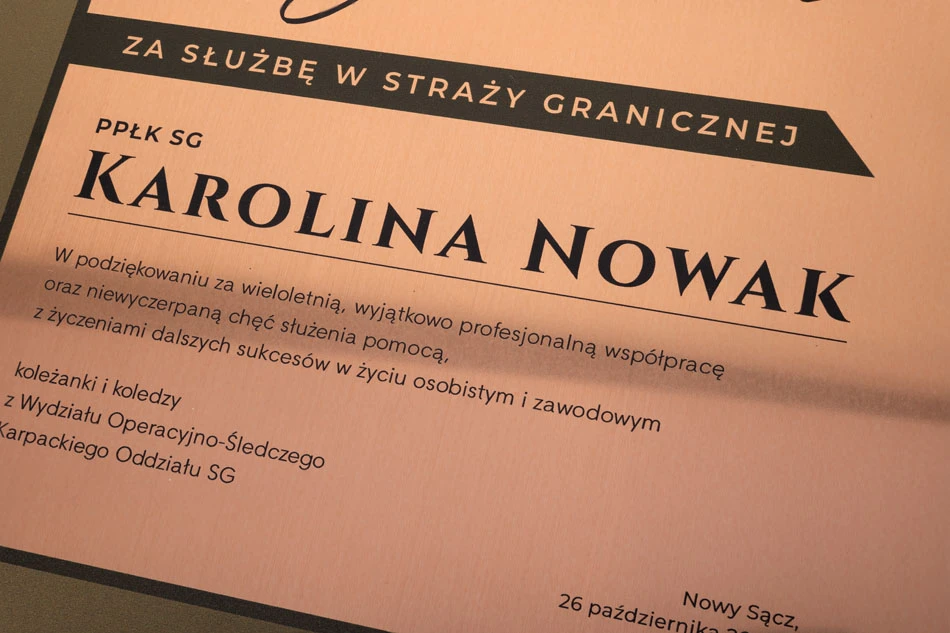 ZA SŁUŻBĘ W STRAŻY GRANICZNEJ
PPŁK SG
KAROLINA NOWAK
W podziękowaniu za wieloletnią, wyjątkowo profesjonalną współpracę
oraz niewyczerpaną chęć służenia pomocą,
z życzeniami dalszych sukcesów w życiu osobistym i zawodowym
koleżanki i koledzy
z Wydziału Operacyjno-Śledczego
Karpackiego Oddziału SG
Nowy Sącz,
26 października